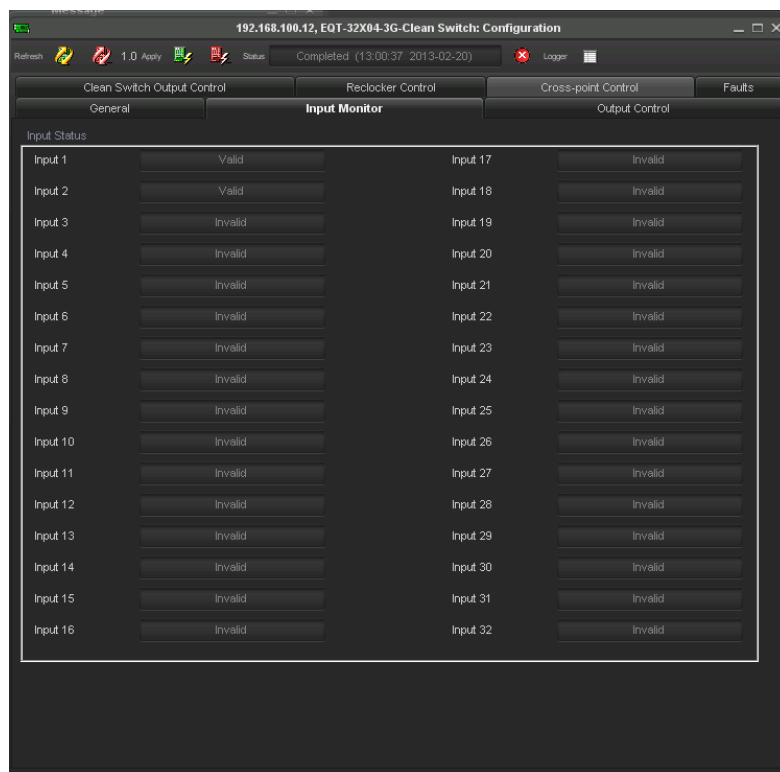 Message
192.168.100.12, EQT-32X04-3G-Clean Switch: Configuration
Refresh 1.0 Apply Status Completed (13:00:37 2013-02-20) Logger
Clean Switch Output Control Reclocker Control Cross-point Control Faults
General Input Monitor Output Control
Input Status
Input 1 Valid Input 17 Invalid
Input 2 Valid Input 18 Invalid
Input 3 Invalid Input 19 Invalid
Input 4 Invalid Input 20 Invalid
Input 5 Invalid Input 21 Invalid
Input 6 Invalid Input 22 Invalid
Input 7 Invalid Input 23 Invalid
Input 8 Invalid Input 24 Invalid
Input 9 Invalid Input 25 Invalid
Input 10 Invalid Input 26 Invalid
Input 11 Invalid Input 27 Invalid
Input 12 Invalid Input 28 Invalid
Input 13 Invalid Input 29 Invalid
Input 14 Invalid Input 30 Invalid
Input 15 Invalid Input 31 Invalid
Input 16 Invalid Input 32 Invalid